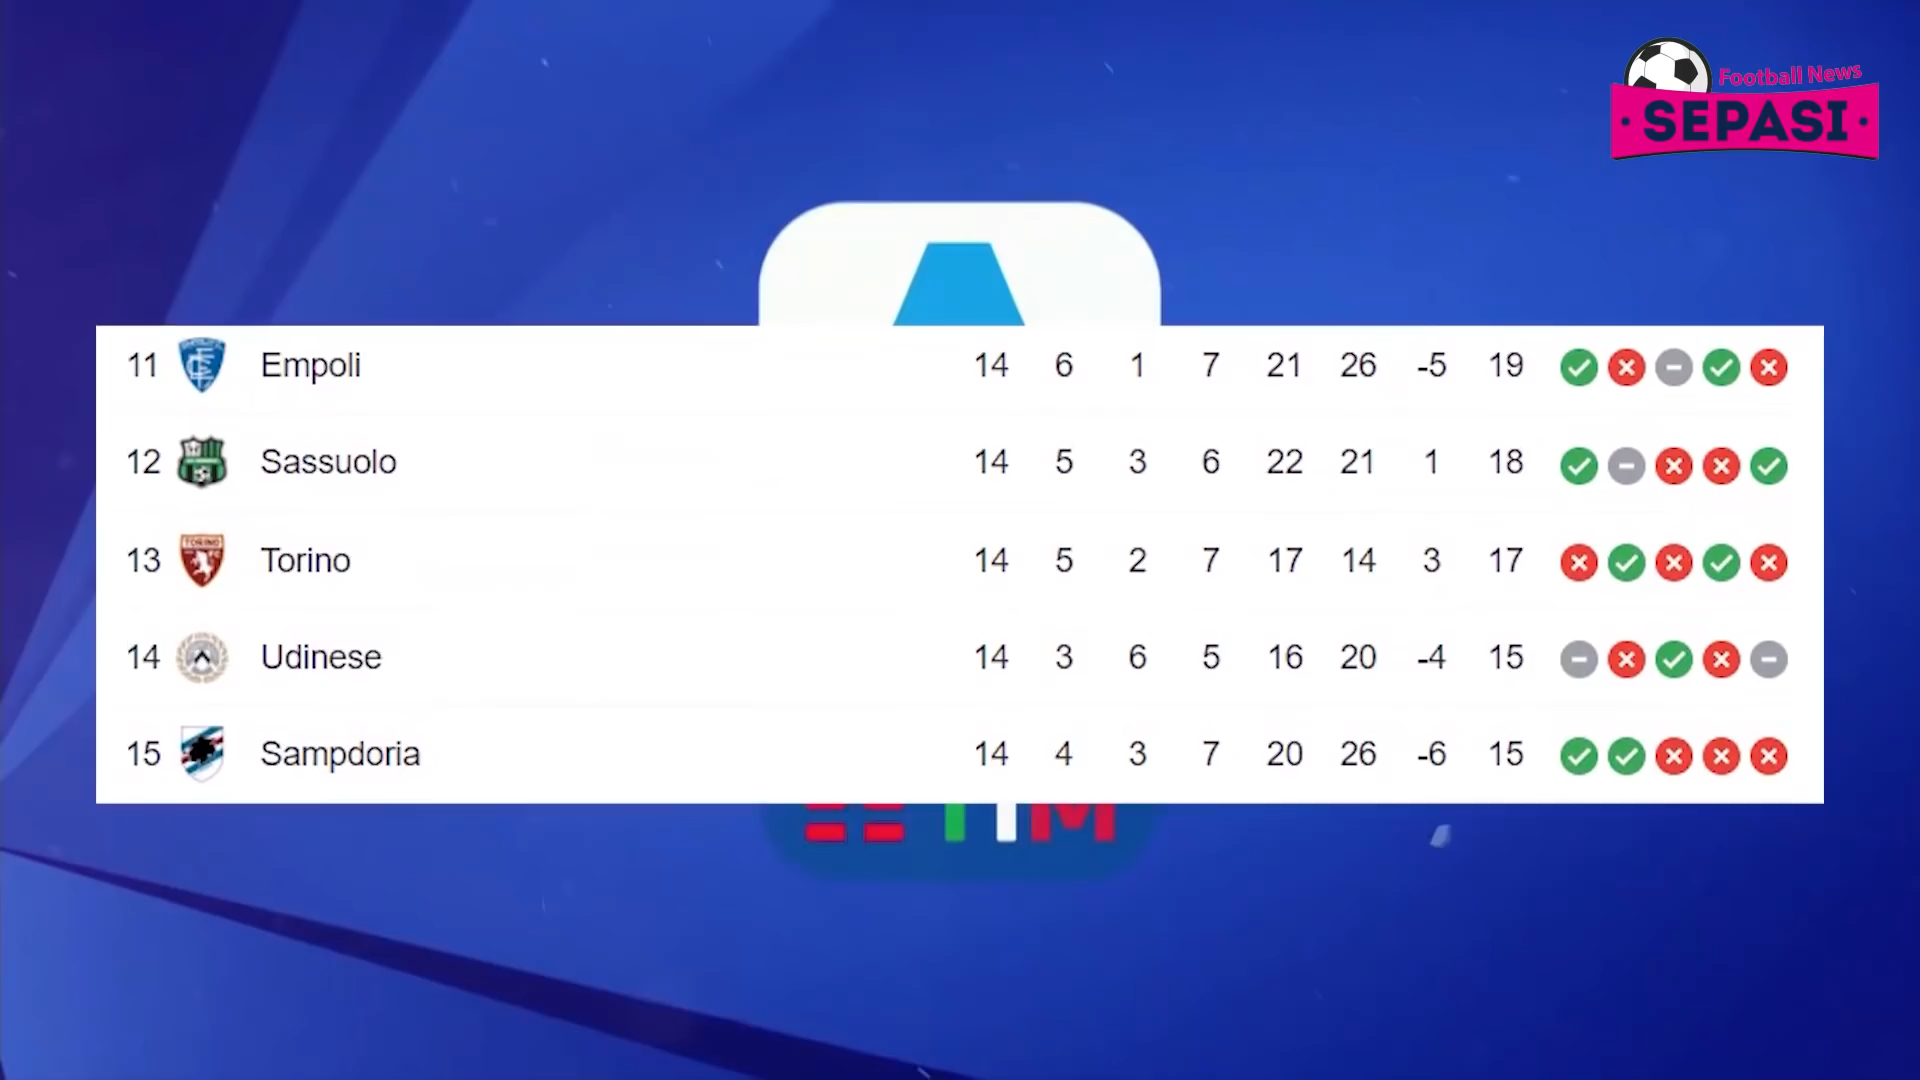 Football News
• SEPASI •
11 Empoli 14 6 1 7 21 26 -5 19
12 Sassuolo 14 5 3 6 22 21 1 18
13 TORINO Torino 14 5 2 7 17 14 3 17
14 Udinese 14 3 6 5 16 20 -4 15
15 Sampdoria 14 4 3 7 20 26 -6 15
TIM